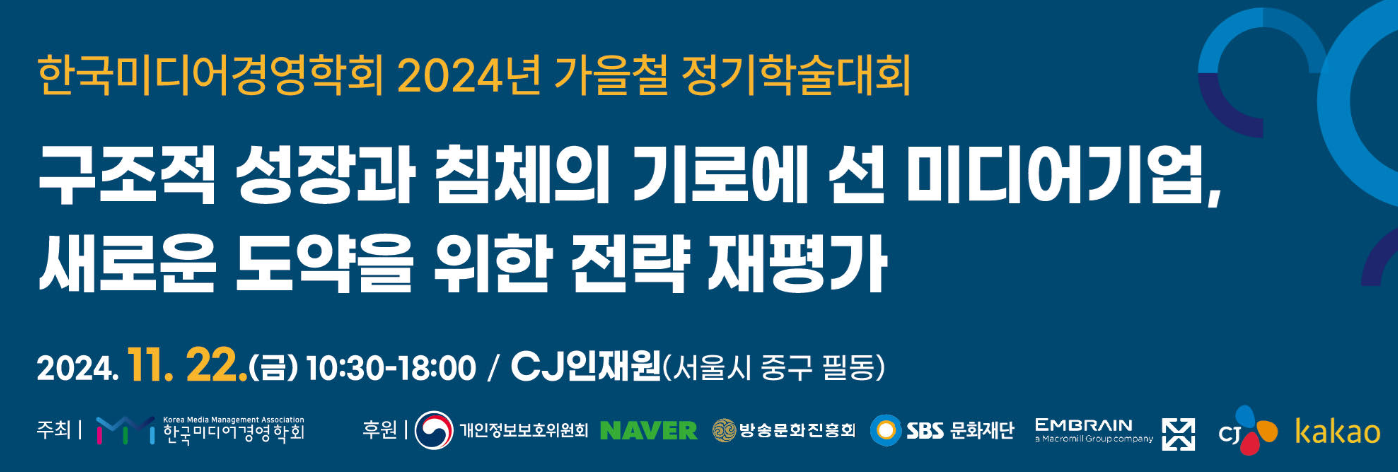 한국미디어경영학회 2024년 가을철 정기학술대회
구조적 성장과 침체의 기로에 선 미디어기업,
새로운 도약을 위한 전략 재평가
2024. 11. 22.(금) 10:30-18:00 / CJ인재원(서울시 중구 필동)
주최 | Korea Media Management Association 한국미디어경영학회 후원 | 개인정보보호위원회 NAVER 방송문화진흥회 SBS 문화재단 EMBRAIN a Macromill Group company CJ kakao